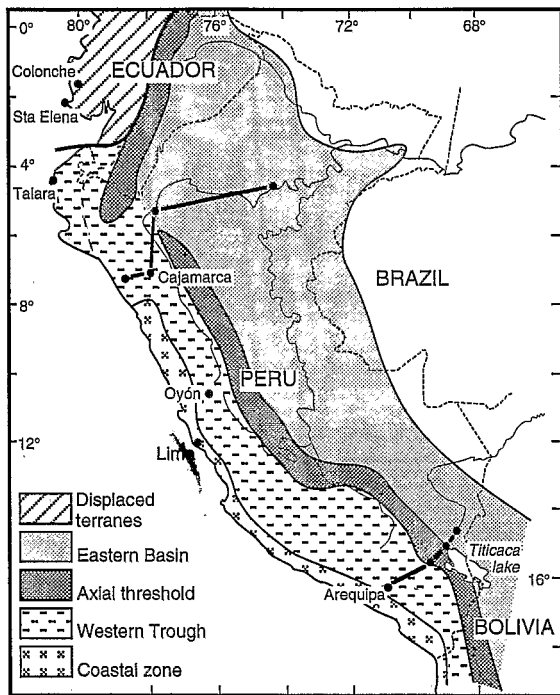 80°
76°
72°
68°
0°
Colonche
ECUADOR
Sta Elena
4°
Talara
BRAZIL
Cajamarca
8°
PERU
Oyón
12°
Displaced
terranes
Eastern Basin
Titicaca
lake
Axial threshold
16°
Arequipa
Western Trough
BOLIVIA
Coastal zone